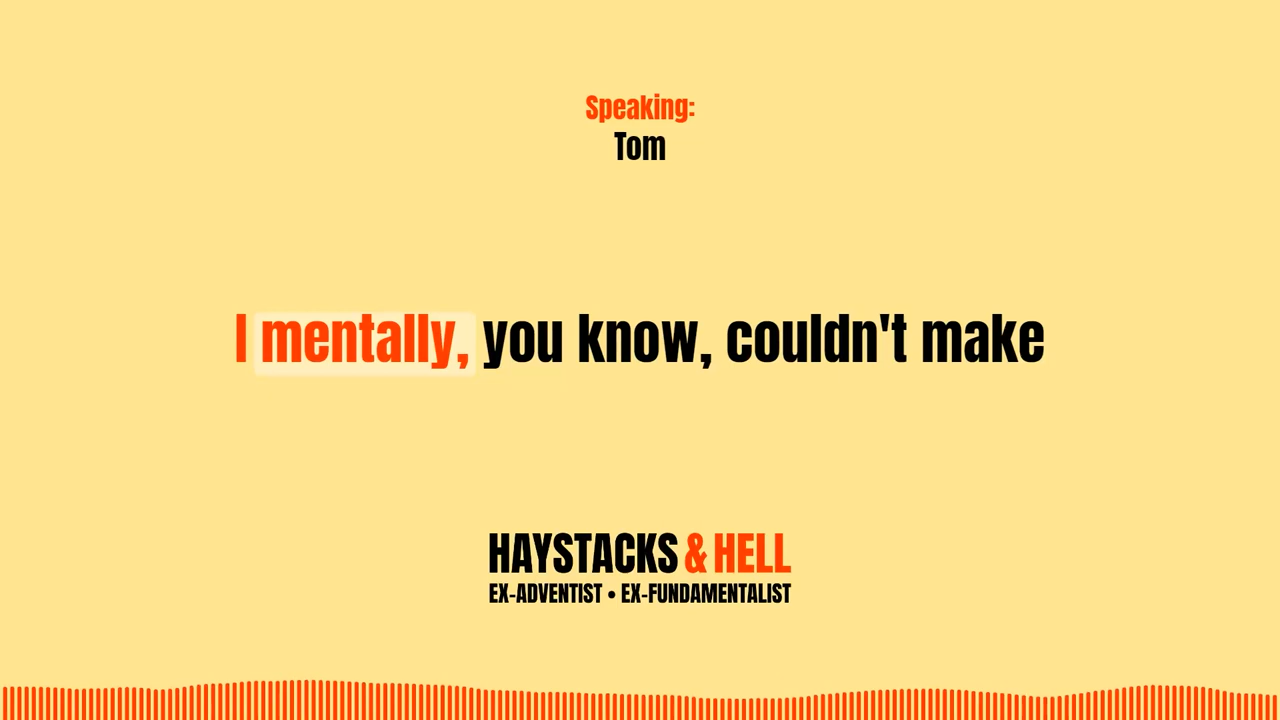 Speaking:
Tom
I mentally, you know, couldn't make
HAYSTACKS & HELL
EX-ADVENTIST • EX-FUNDAMENTALIST